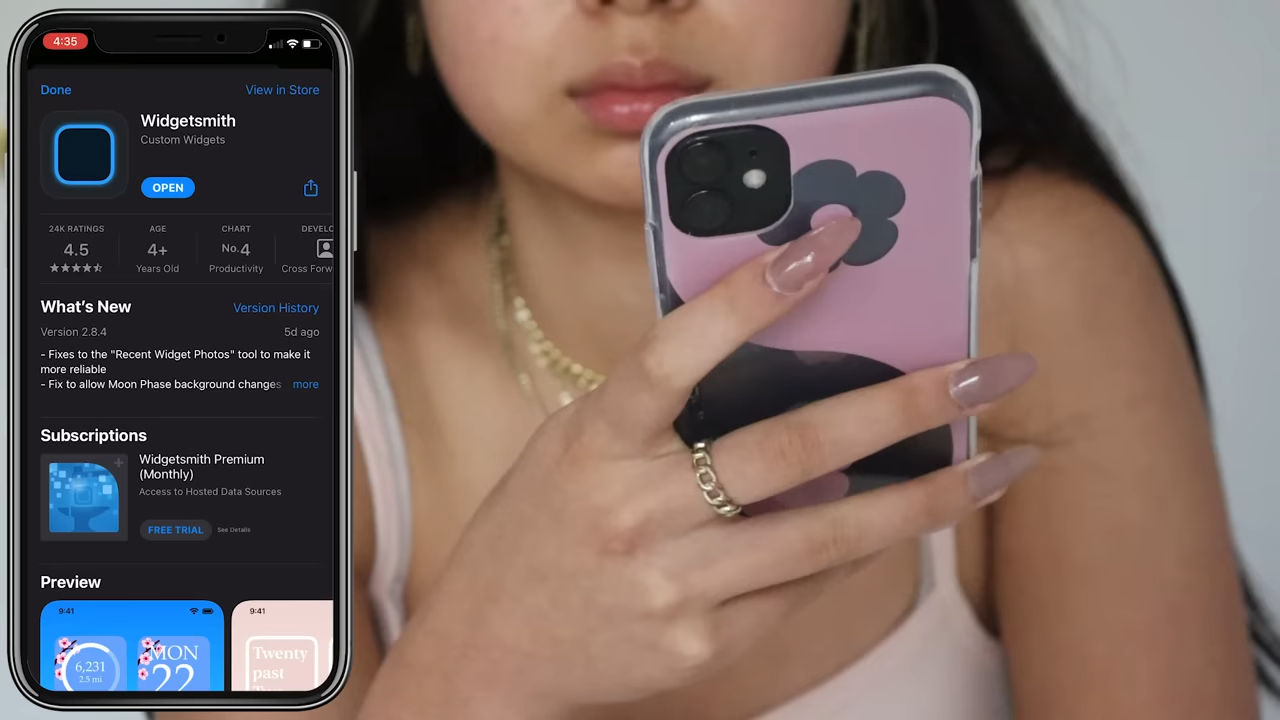 4:35
Done
View in Store
Widgetsmith
Custom Widgets
OPEN
24K RATINGS
AGE
CHART
DEVELO
4.5
4+
No.4
Years Old
Productivity
Cross Forw
What's New
Version History
Version 2.8.4
5d ago
- Fixes to the "Recent Widget Photos" tool to make it
more reliable
- Fix to allow Moon Phase background changes more
Subscriptions
Widgetsmith Premium
(Monthly)
Access to Hosted Data Sources
FREE TRIAL
See Details
Preview
9:41
9:41
6,231
2.5 mi
MON
22
Twenty
past